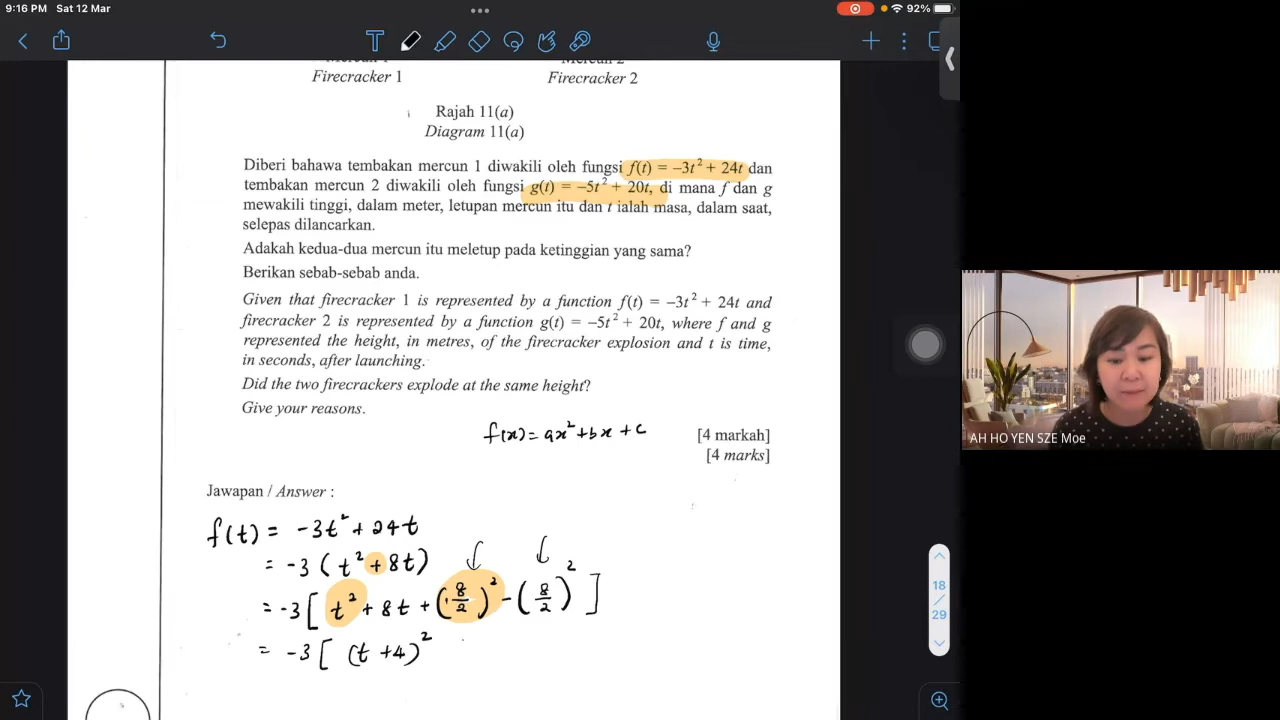 9:16 PM Sat 12 Mar
92%
Firecracker 1
Firecracker 2
Rajah 11(a)
Diagram 11(a)
Diberi bahawa tembakan mercun 1 diwakili oleh fungsi f(t) = −3t² + 24t dan
tembakan mercun 2 diwakili oleh fungsi g(t) = −5t² + 20t, di mana f dan g
mewakili tinggi, dalam meter, letupan mercun itu dan t ialah masa, dalam saat,
selepas dilancarkan.
Adakah kedua-dua mercun itu meletup pada ketinggian yang sama?
Berikan sebab-sebab anda.
Given that firecracker 1 is represented by a function f(t) = −3t² + 24t and
firecracker 2 is represented by a function g(t) = −5t² + 20t, where f and g
represented the height, in metres, of the firecracker explosion and t is time,
in seconds, after launching.
Did the two firecrackers explode at the same height?
Give your reasons.
f(x) = ax² + bx + c
[4 markah]
[4 marks]
Jawapan / Answer :
f(t) = -3t² + 24t
= -3 ( t² + 8t )
= -3 [ t² + 8t + (8/2)² - (8/2)² ]
= -3 [ (t + 4)²
18
/
29
AH HO YEN SZE Moe